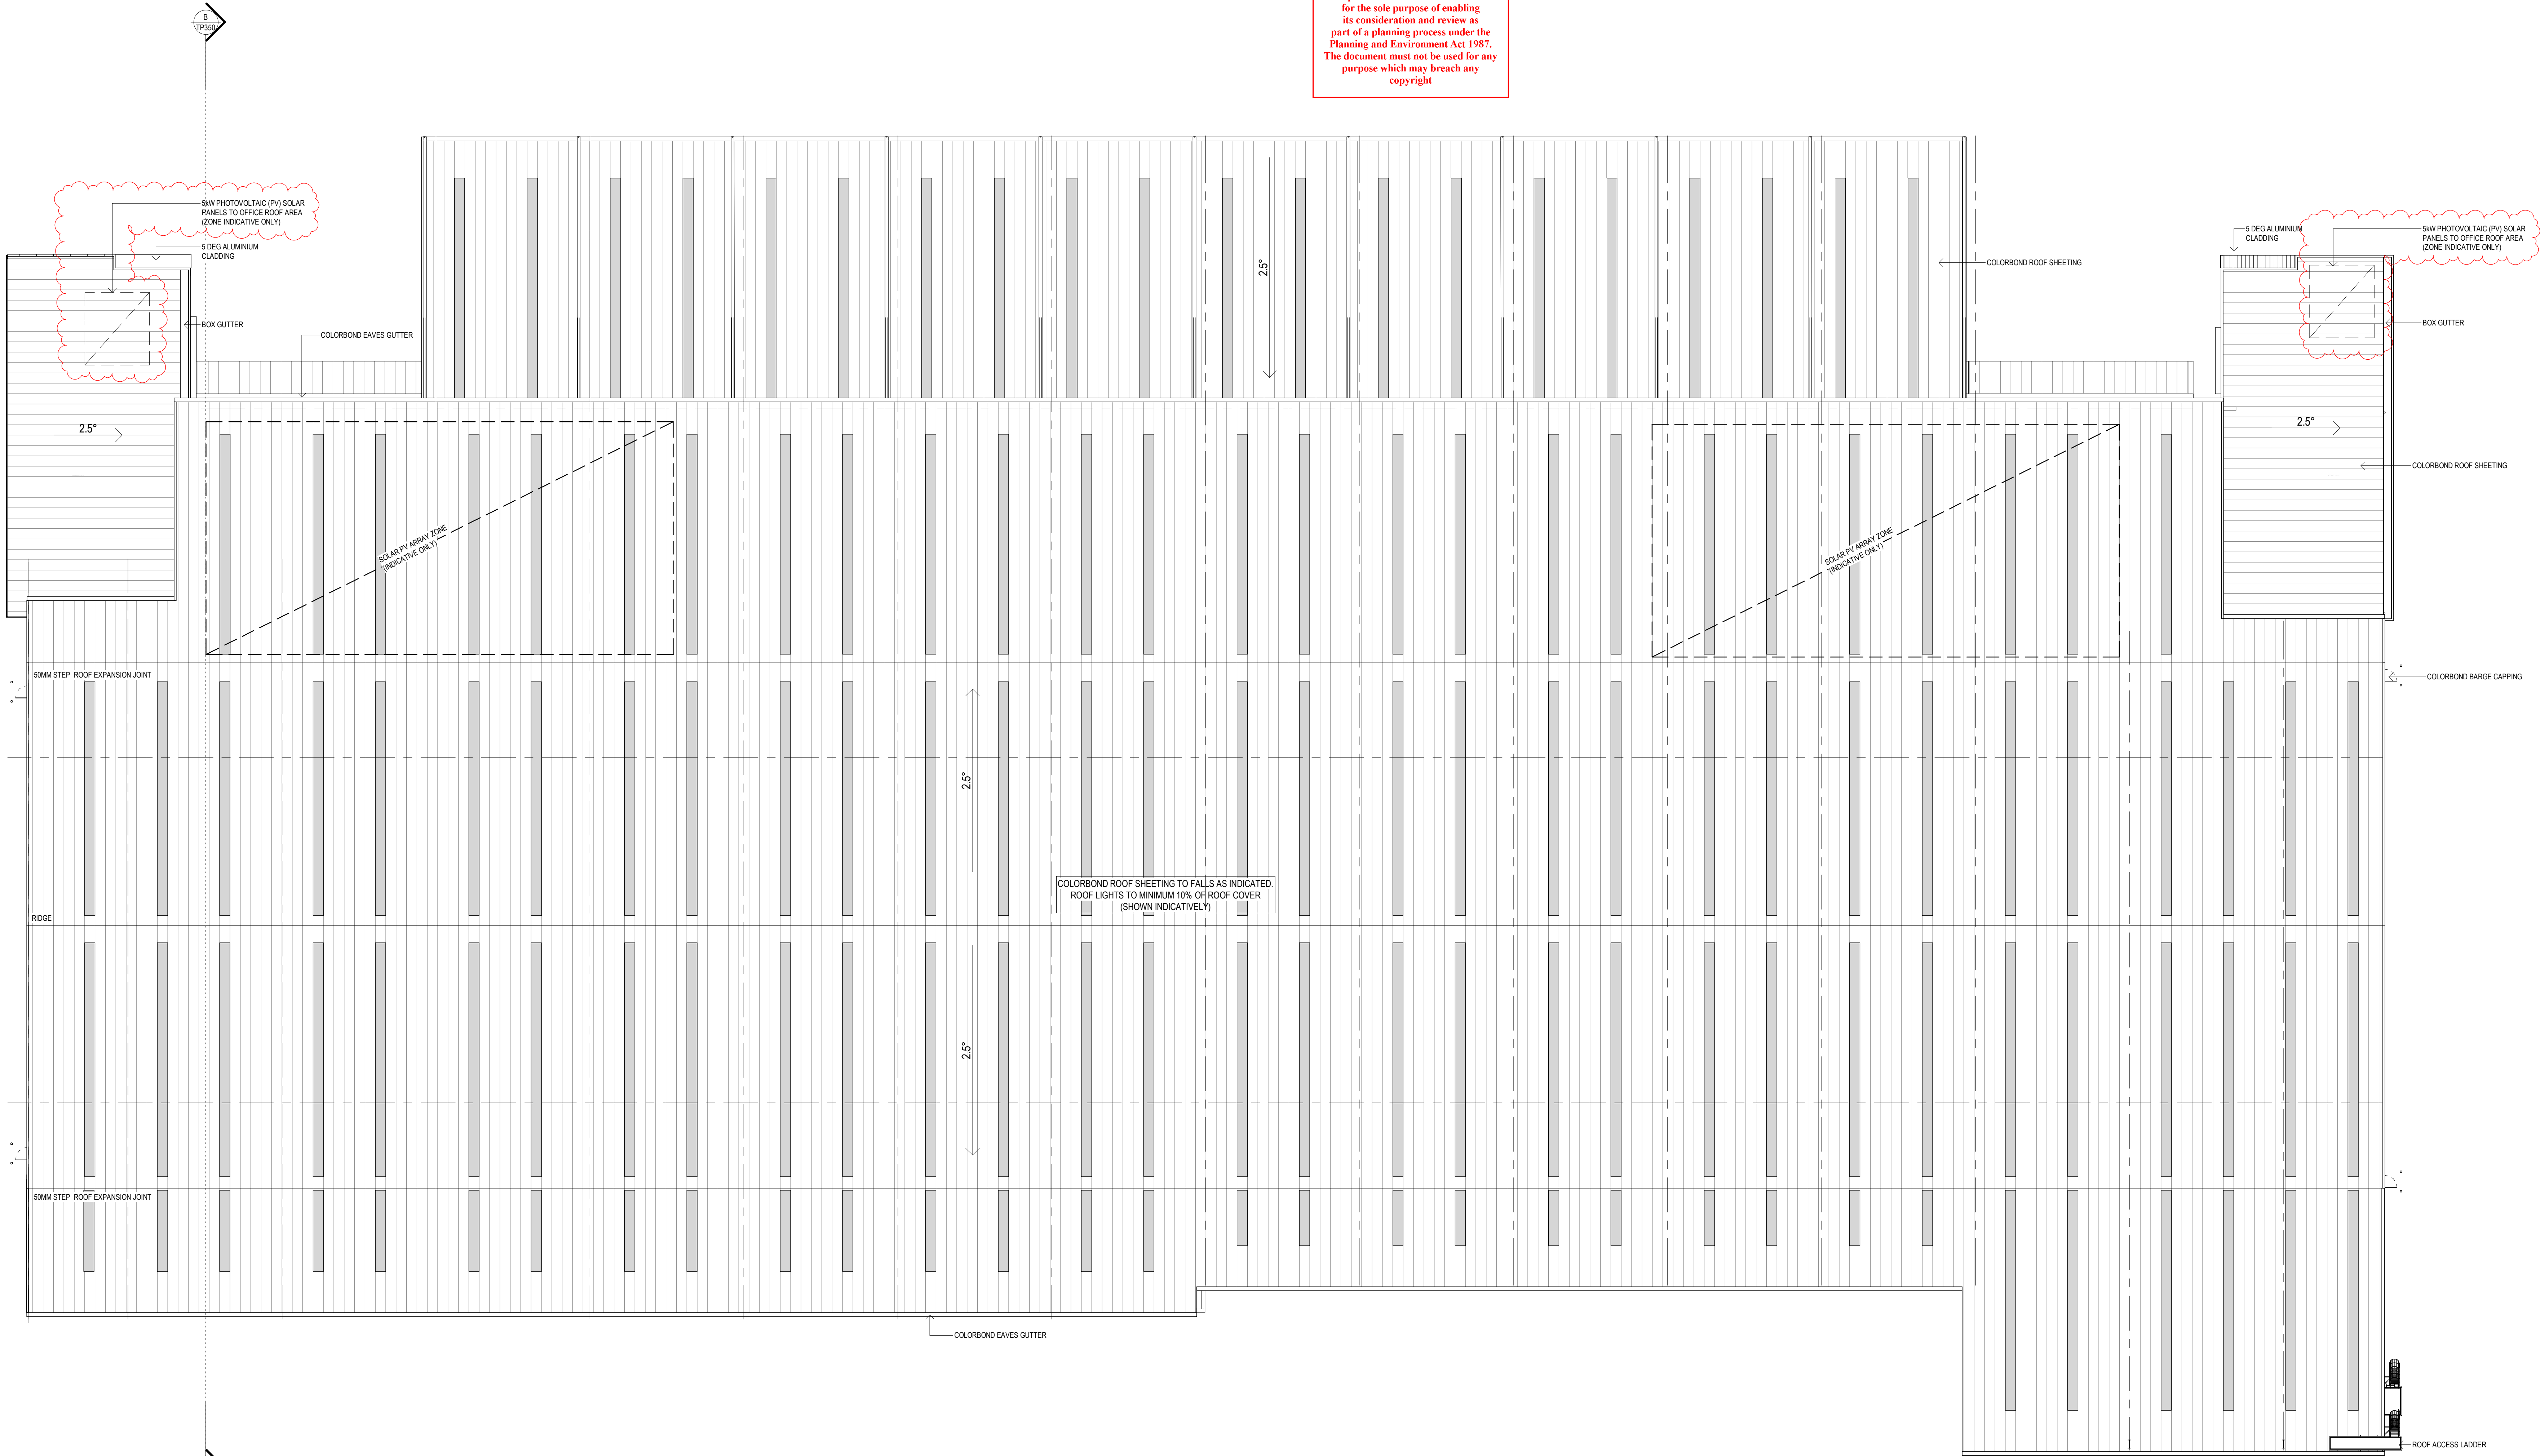 B
TP350
for the sole purpose of enabling
its consideration and review as
part of a planning process under the
Planning and Environment Act 1987.
The document must not be used for any
purpose which may breach any
copyright
5kW PHOTOVOLTAIC (PV) SOLAR
PANELS TO OFFICE ROOF AREA
(ZONE INDICATIVE ONLY)
5 DEG ALUMINIUM
CLADDING
BOX GUTTER
COLORBOND EAVES GUTTER
2.5°
COLORBOND ROOF SHEETING
5 DEG ALUMINIUM
CLADDING
5kW PHOTOVOLTAIC (PV) SOLAR
PANELS TO OFFICE ROOF AREA
(ZONE INDICATIVE ONLY)
BOX GUTTER
2.5°
2.5°
COLORBOND ROOF SHEETING
SOLAR PV ARRAY ZONE
(INDICATIVE ONLY)
SOLAR PV ARRAY ZONE
(INDICATIVE ONLY)
50MM STEP ROOF EXPANSION JOINT
COLORBOND BARGE CAPPING
2.5°
COLORBOND ROOF SHEETING TO FALLS AS INDICATED.
ROOF LIGHTS TO MINIMUM 10% OF ROOF COVER
(SHOWN INDICATIVELY)
RIDGE
2.5°
50MM STEP ROOF EXPANSION JOINT
COLORBOND EAVES GUTTER
ROOF ACCESS LADDER